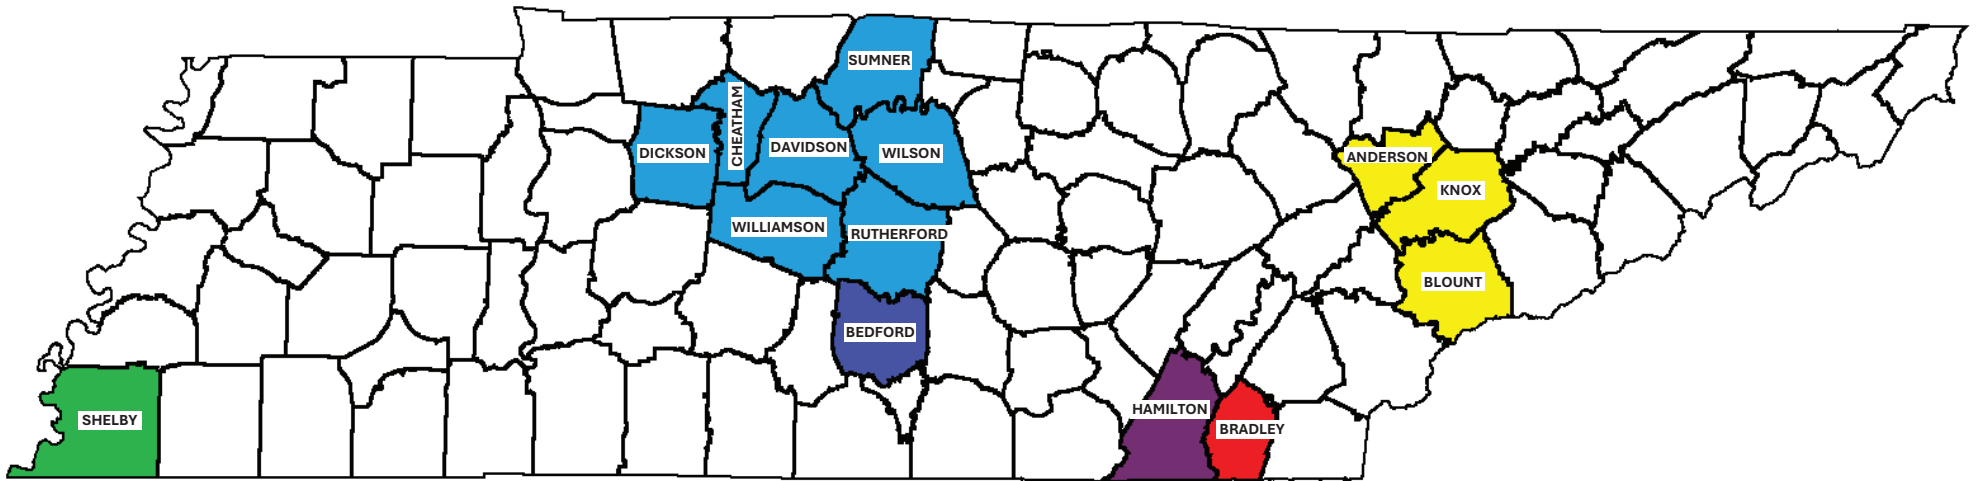 SUMNER
CHEATHAM
DICKSON
DAVIDSON
WILSON
ANDERSON
KNOX
WILLIAMSON
RUTHERFORD
BLOUNT
BEDFORD
HAMILTON
SHELBY
BRADLEY